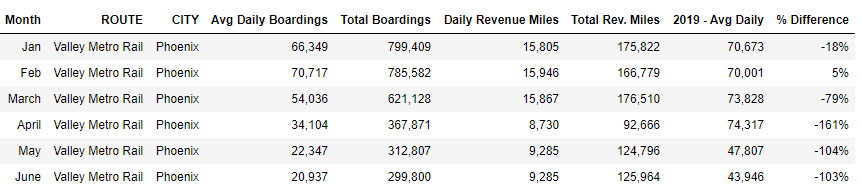 Month ROUTE CITY Avg Daily Boardings Total Boardings Daily Revenue Miles Total Rev. Miles 2019 - Avg Daily % Difference
Jan Valley Metro Rail Phoenix 66,349 799,409 15,805 175,822 70,673 -18%
Feb Valley Metro Rail Phoenix 70,717 785,582 15,946 166,779 70,001 5%
March Valley Metro Rail Phoenix 54,036 621,128 15,867 176,510 73,828 -79%
April Valley Metro Rail Phoenix 34,104 367,871 8,730 92,666 74,317 -161%
May Valley Metro Rail Phoenix 22,347 312,807 9,285 124,796 47,807 -104%
June Valley Metro Rail Phoenix 20,937 299,800 9,285 125,964 43,946 -103%